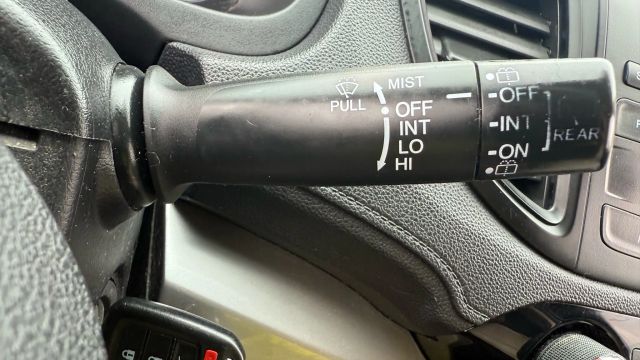 MIST
PULL
OFF
INT
LO
HI
OFF
INT
ON
REAR